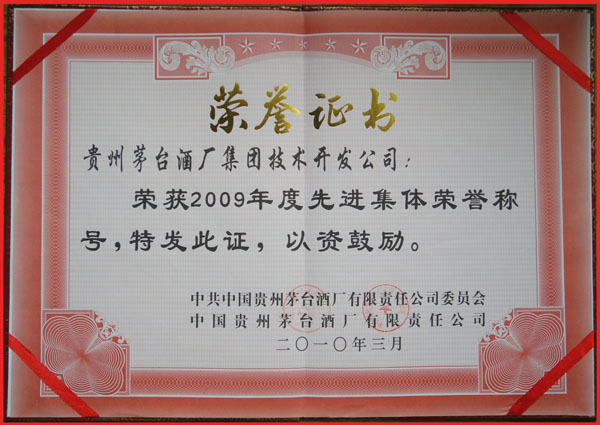 荣誉证书
贵州茅台酒厂集团技术开发公司：
荣获2009年度先进集体荣誉称
号，特发此证，以资鼓励。
中共中国贵州茅台酒厂有限责任公司委员会
中国贵州茅台酒厂有限责任公司
二〇一〇年三月